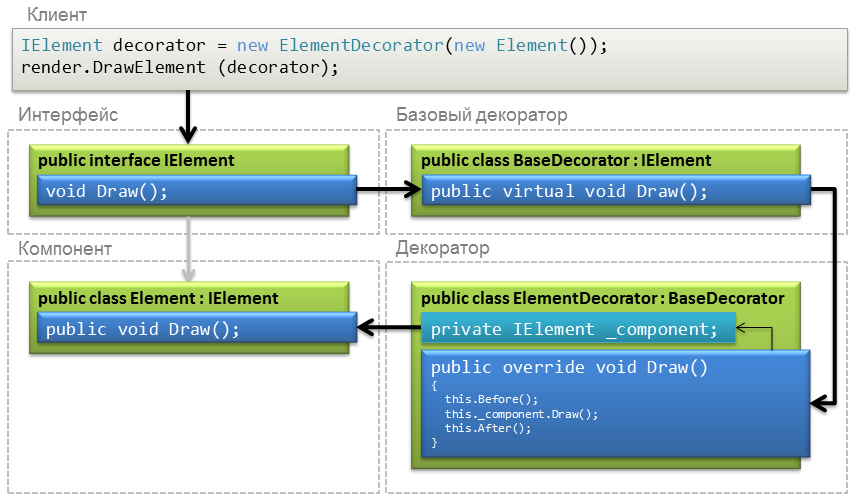 Клиент
IElement decorator = new ElementDecorator(new Element());
render.DrawElement (decorator);
Интерфейс
public interface IElement
void Draw();
Базовый декоратор
public class BaseDecorator : IElement
public virtual void Draw();
Компонент
public class Element : IElement
public void Draw();
Декоратор
public class ElementDecorator : BaseDecorator
private IElement _component;
public override void Draw()
{
this.Before();
this._component.Draw();
this.After();
}